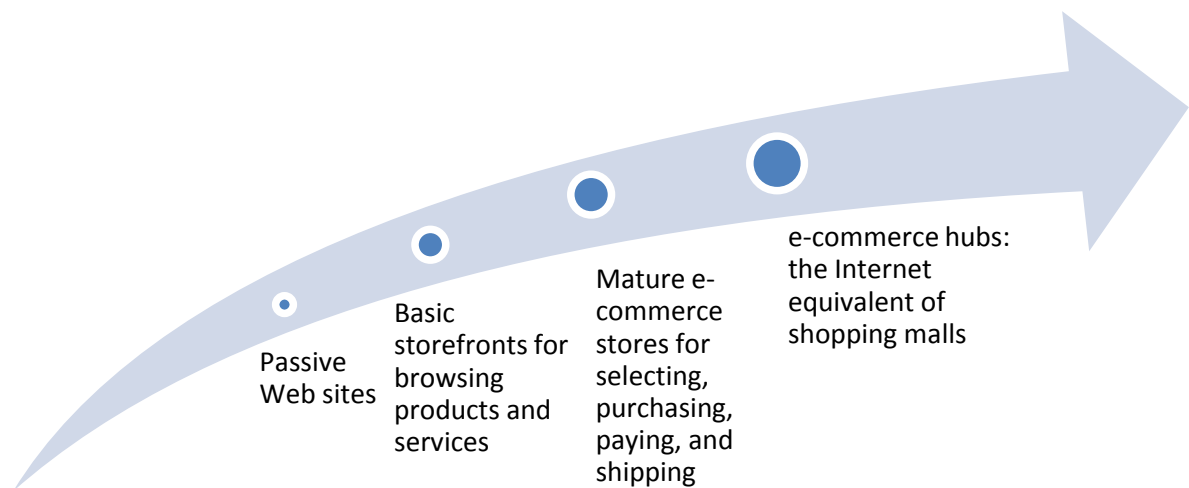 Passive
Web sites
Basic
storefronts for
browsing
products and
services
Mature e-
commerce
stores for
selecting,
purchasing,
paying, and
shipping
e-commerce hubs:
the Internet
equivalent of
shopping malls